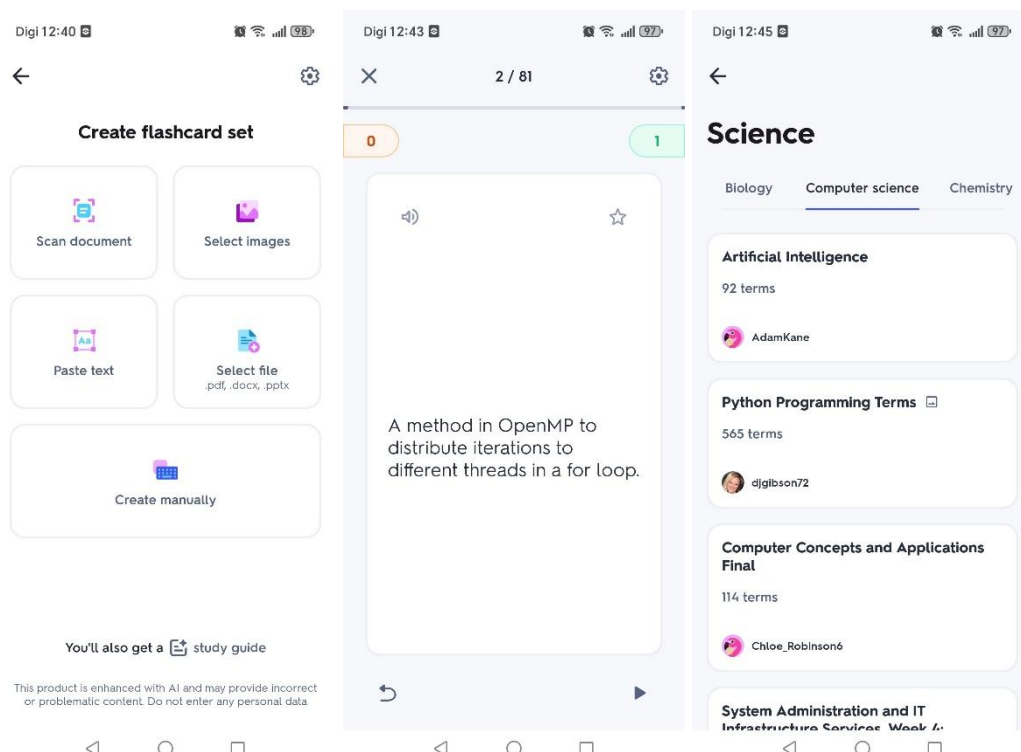 Digi 12:40
98
Create flashcard set
Scan document
Select images
Aa
Paste text
Select file
.pdf, .docx, .pptx
Create manually
You'll also get a study guide
This product is enhanced with AI and may provide incorrect
or problematic content. Do not enter any personal data
Digi 12:43
97
2 / 81
0
1
A method in OpenMP to
distribute iterations to
different threads in a for loop.
Digi 12:45
97
Science
Biology
Computer science
Chemistry
Artificial Intelligence
92 terms
AdamKane
Python Programming Terms
565 terms
djgibson72
Computer Concepts and Applications
Final
114 terms
Chloe_Robinson6
System Administration and IT
Infrastructure Services, Week 4: